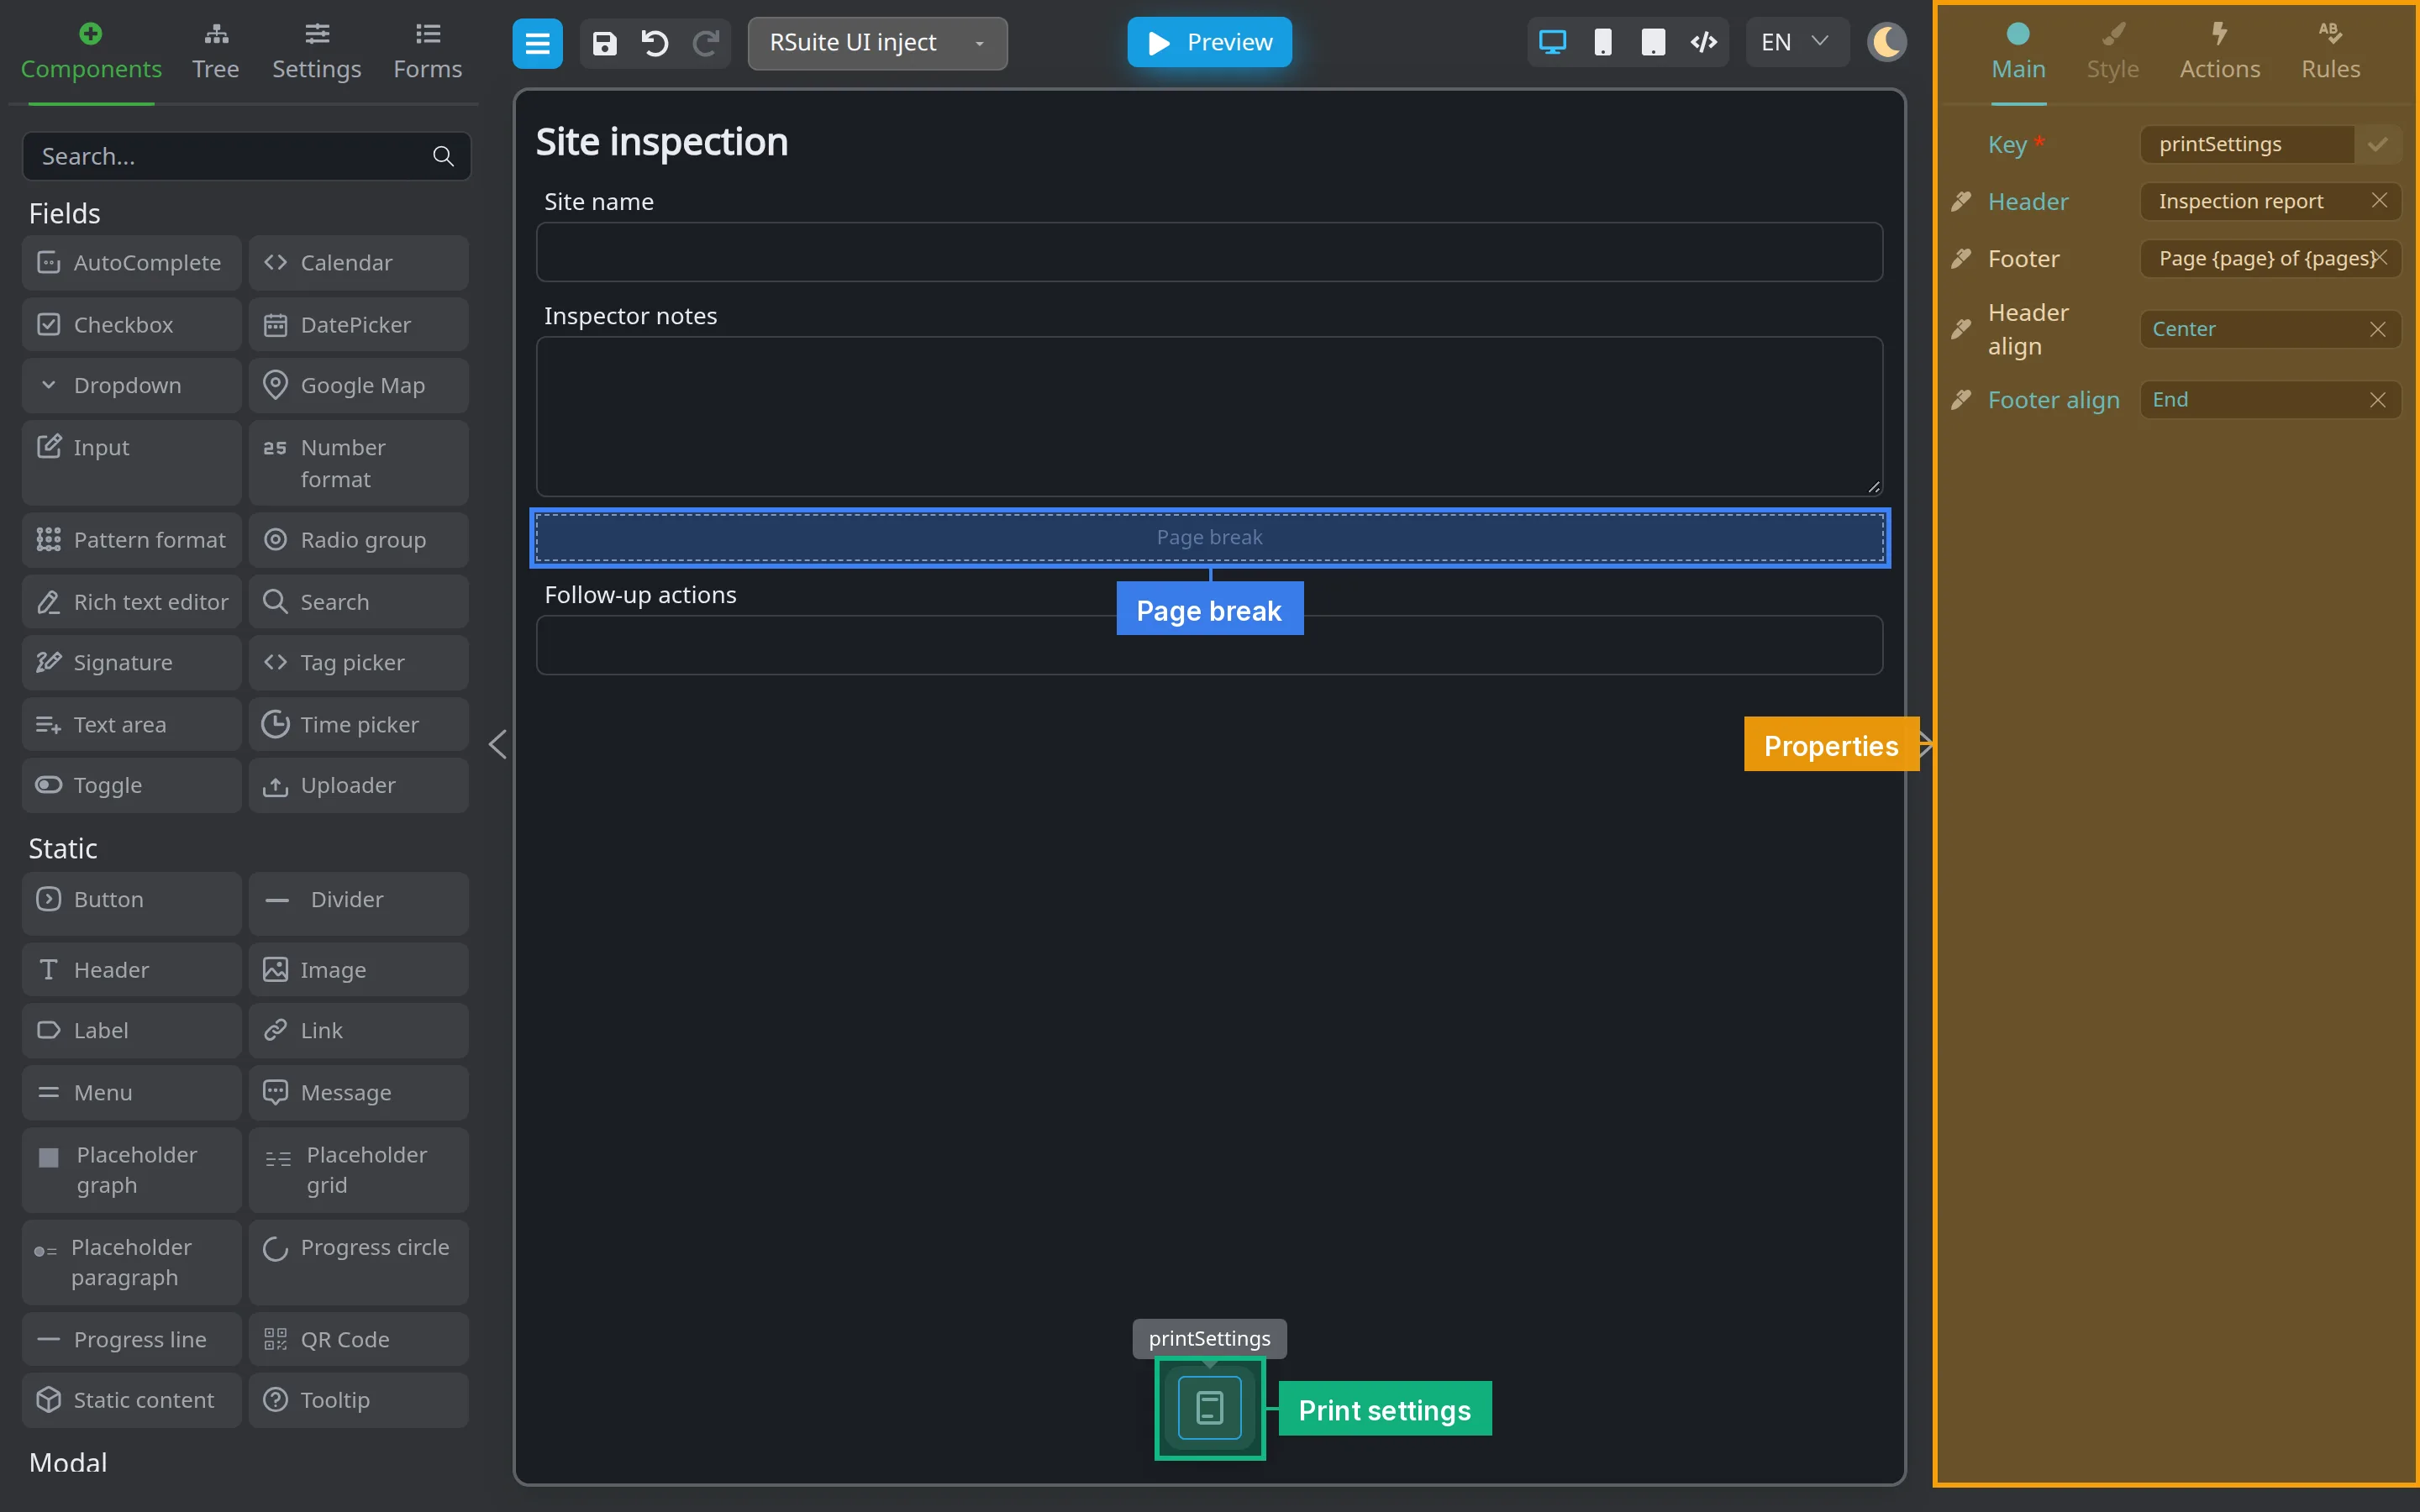 Components
Tree
Settings
Forms
RSuite UI inject
Preview
EN
Main
Style
Actions
Rules
Search...
Fields
AutoComplete
Calendar
Checkbox
DatePicker
Dropdown
Google Map
Input
Number
format
Pattern format
Radio group
Rich text editor
Search
Signature
Tag picker
Text area
Time picker
Toggle
Uploader
Static
Button
Divider
Header
Image
Label
Link
Menu
Message
Placeholder
graph
Placeholder
grid
Placeholder
paragraph
Progress circle
Progress line
QR Code
Static content
Tooltip
Modal
Site inspection
Site name
Inspector notes
Page break
Page break
Follow-up actions
Properties
printSettings
Print settings
Key *
printSettings
Header
Inspection report
Footer
Page {page} of {pages}
Header
align
Center
Footer align
End